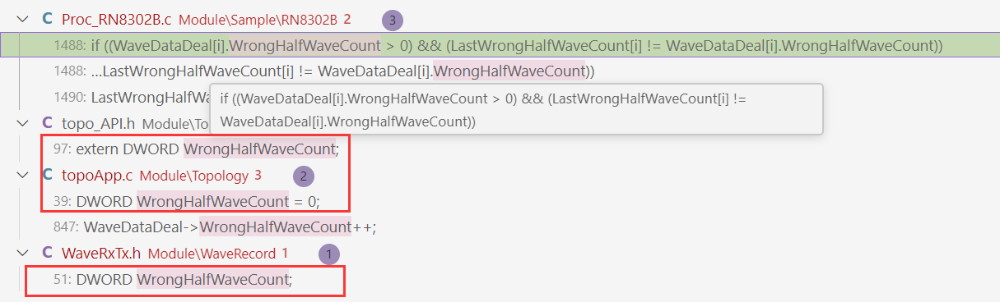 Proc_RN8302B.c Module\Sample\RN8302B 2 3
1488: if ((WaveDataDeal[i].WrongHalfWaveCount > 0) && (LastWrongHalfWaveCount[i] != WaveDataDeal[i].WrongHalfWaveCount))
1488: ...LastWrongHalfWaveCount[i] != WaveDataDeal[i].WrongHalfWaveCount))
1490: LastWrongHalfWa
if ((WaveDataDeal[i].WrongHalfWaveCount > 0) && (LastWrongHalfWaveCount[i] !=
WaveDataDeal[i].WrongHalfWaveCount))
C topo_API.h Module\To
97: extern DWORD WrongHalfWaveCount;
C topoApp.c Module\Topology 3 2
39: DWORD WrongHalfWaveCount = 0;
847: WaveDataDeal->WrongHalfWaveCount++;
C WaveRxTx.h Module\WaveRecord 1 1
51: DWORD WrongHalfWaveCount;